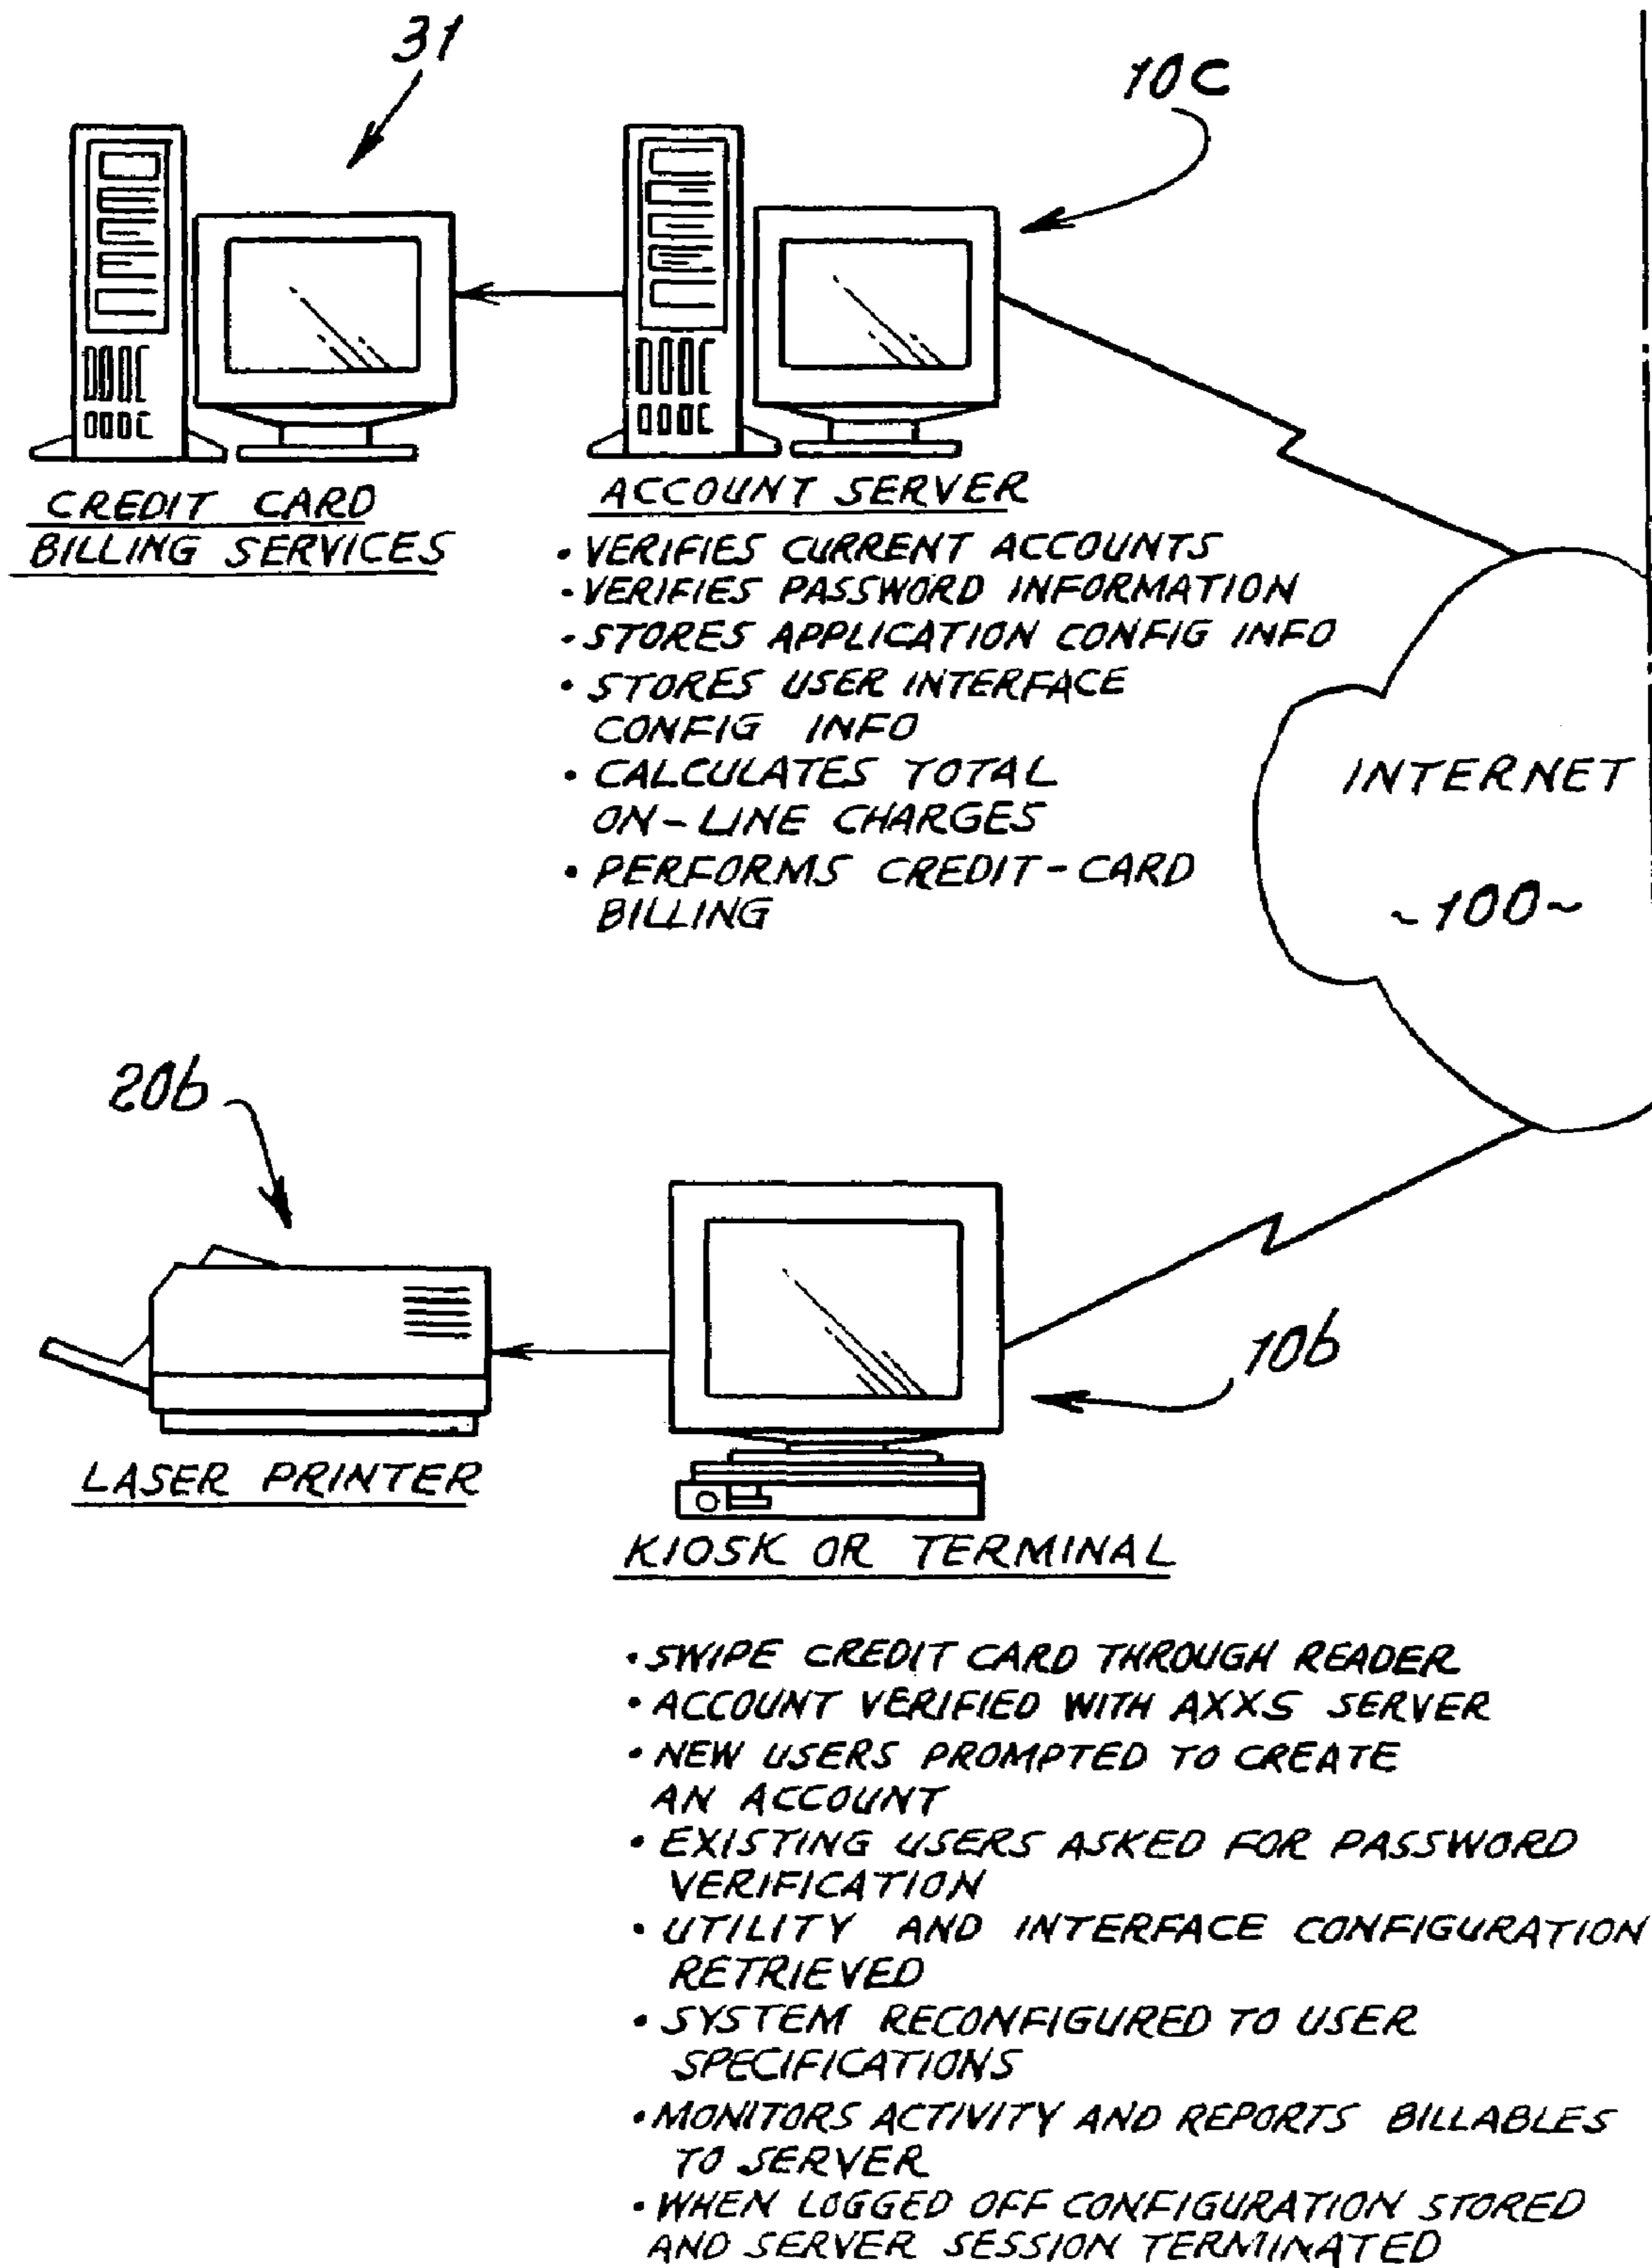 31
10C
CREDIT CARD
BILLING SERVICES
ACCOUNT SERVER
• VERIFIES CURRENT ACCOUNTS
• VERIFIES PASSWORD INFORMATION
• STORES APPLICATION CONFIG INFO
• STORES USER INTERFACE
CONFIG INFO
• CALCULATES TOTAL
ON-LINE CHARGES
• PERFORMS CREDIT-CARD
BILLING
INTERNET
~100~
20b
10b
LASER PRINTER
KIOSK OR TERMINAL
• SWIPE CREDIT CARD THROUGH READER
• ACCOUNT VERIFIED WITH AXXS SERVER
• NEW USERS PROMPTED TO CREATE
AN ACCOUNT
• EXISTING USERS ASKED FOR PASSWORD
VERIFICATION
• UTILITY AND INTERFACE CONFIGURATION
RETRIEVED
• SYSTEM RECONFIGURED TO USER
SPECIFICATIONS
• MONITORS ACTIVITY AND REPORTS BILLABLES
TO SERVER
• WHEN LOGGED OFF CONFIGURATION STORED
AND SERVER SESSION TERMINATED